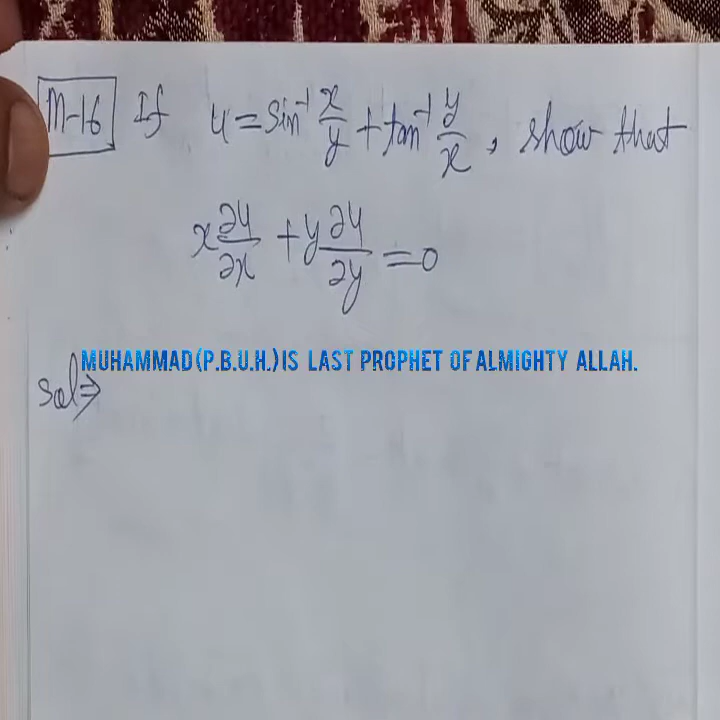 M-16 If u = sin⁻¹ x/y + tan⁻¹ y/x, show that
x ∂u/∂x + y ∂u/∂y = 0
MUHAMMAD(P.B.U.H.) IS LAST PROPHET OF ALMIGHTY ALLAH.
Sol⇒